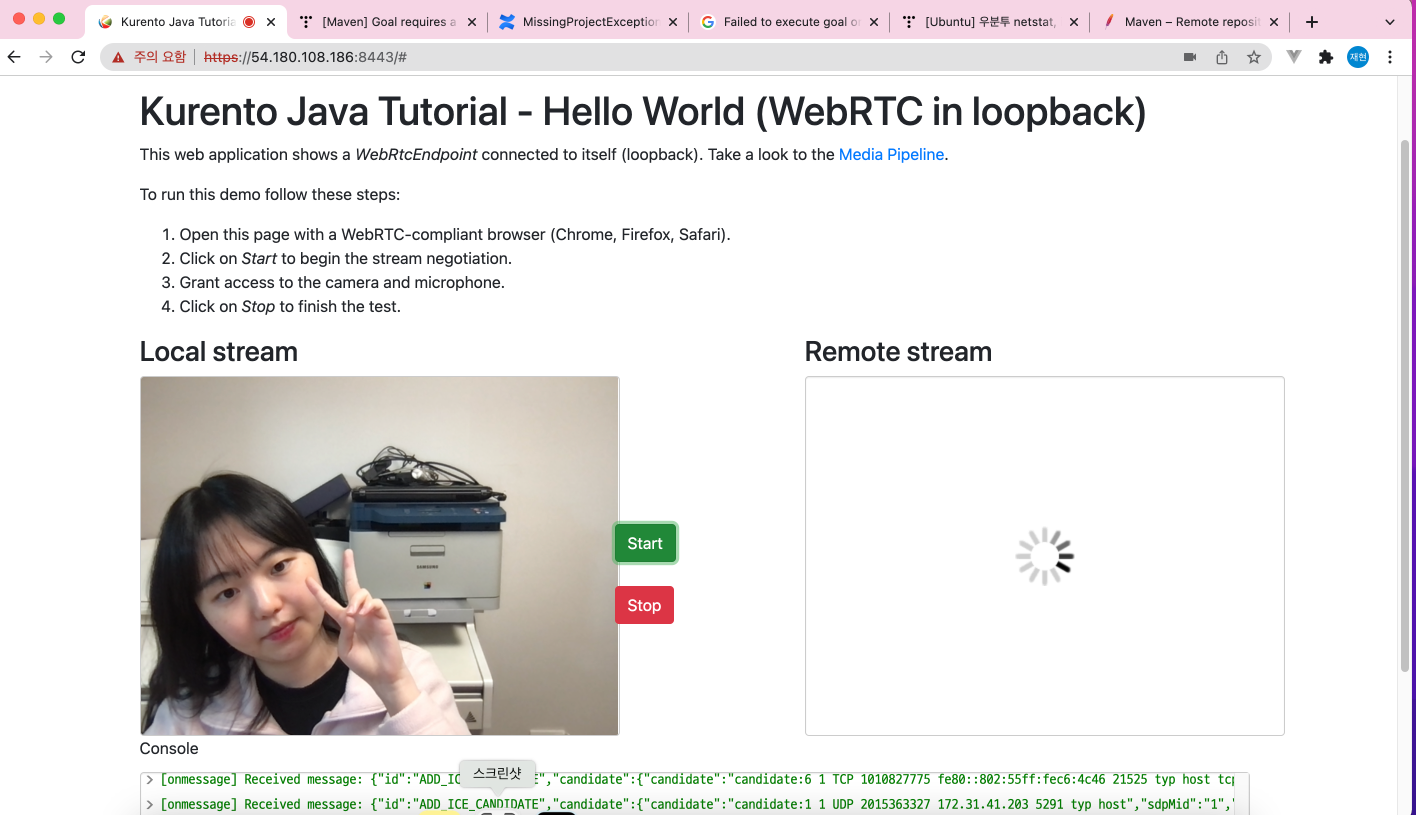 Kurento Java Tutoria
[Maven] Goal requires a
MissingProjectException
Failed to execute goal o
[Ubuntu] 우분투 netstat,
Maven – Remote reposit
주의 요함
https://54.180.108.186:8443/#
재현
Kurento Java Tutorial - Hello World (WebRTC in loopback)
This web application shows a WebRtcEndpoint connected to itself (loopback). Take a look to the Media Pipeline.
To run this demo follow these steps:
1. Open this page with a WebRTC-compliant browser (Chrome, Firefox, Safari).
2. Click on Start to begin the stream negotiation.
3. Grant access to the camera and microphone.
4. Click on Stop to finish the test.
Local stream
Remote stream
Start
Stop
Console
스크린샷
> [onmessage] Received message: {"id":"ADD_IC E","candidate":{"candidate":"candidate:6 1 TCP 1010827775 fe80::802:55ff:fec6:4c46 21525 typ host tcp
> [onmessage] Received message: {"id":"ADD_ICE_CANDIDATE","candidate":{"candidate":"candidate:1 1 UDP 2015363327 172.31.41.203 5291 typ host","sdpMid":"1","